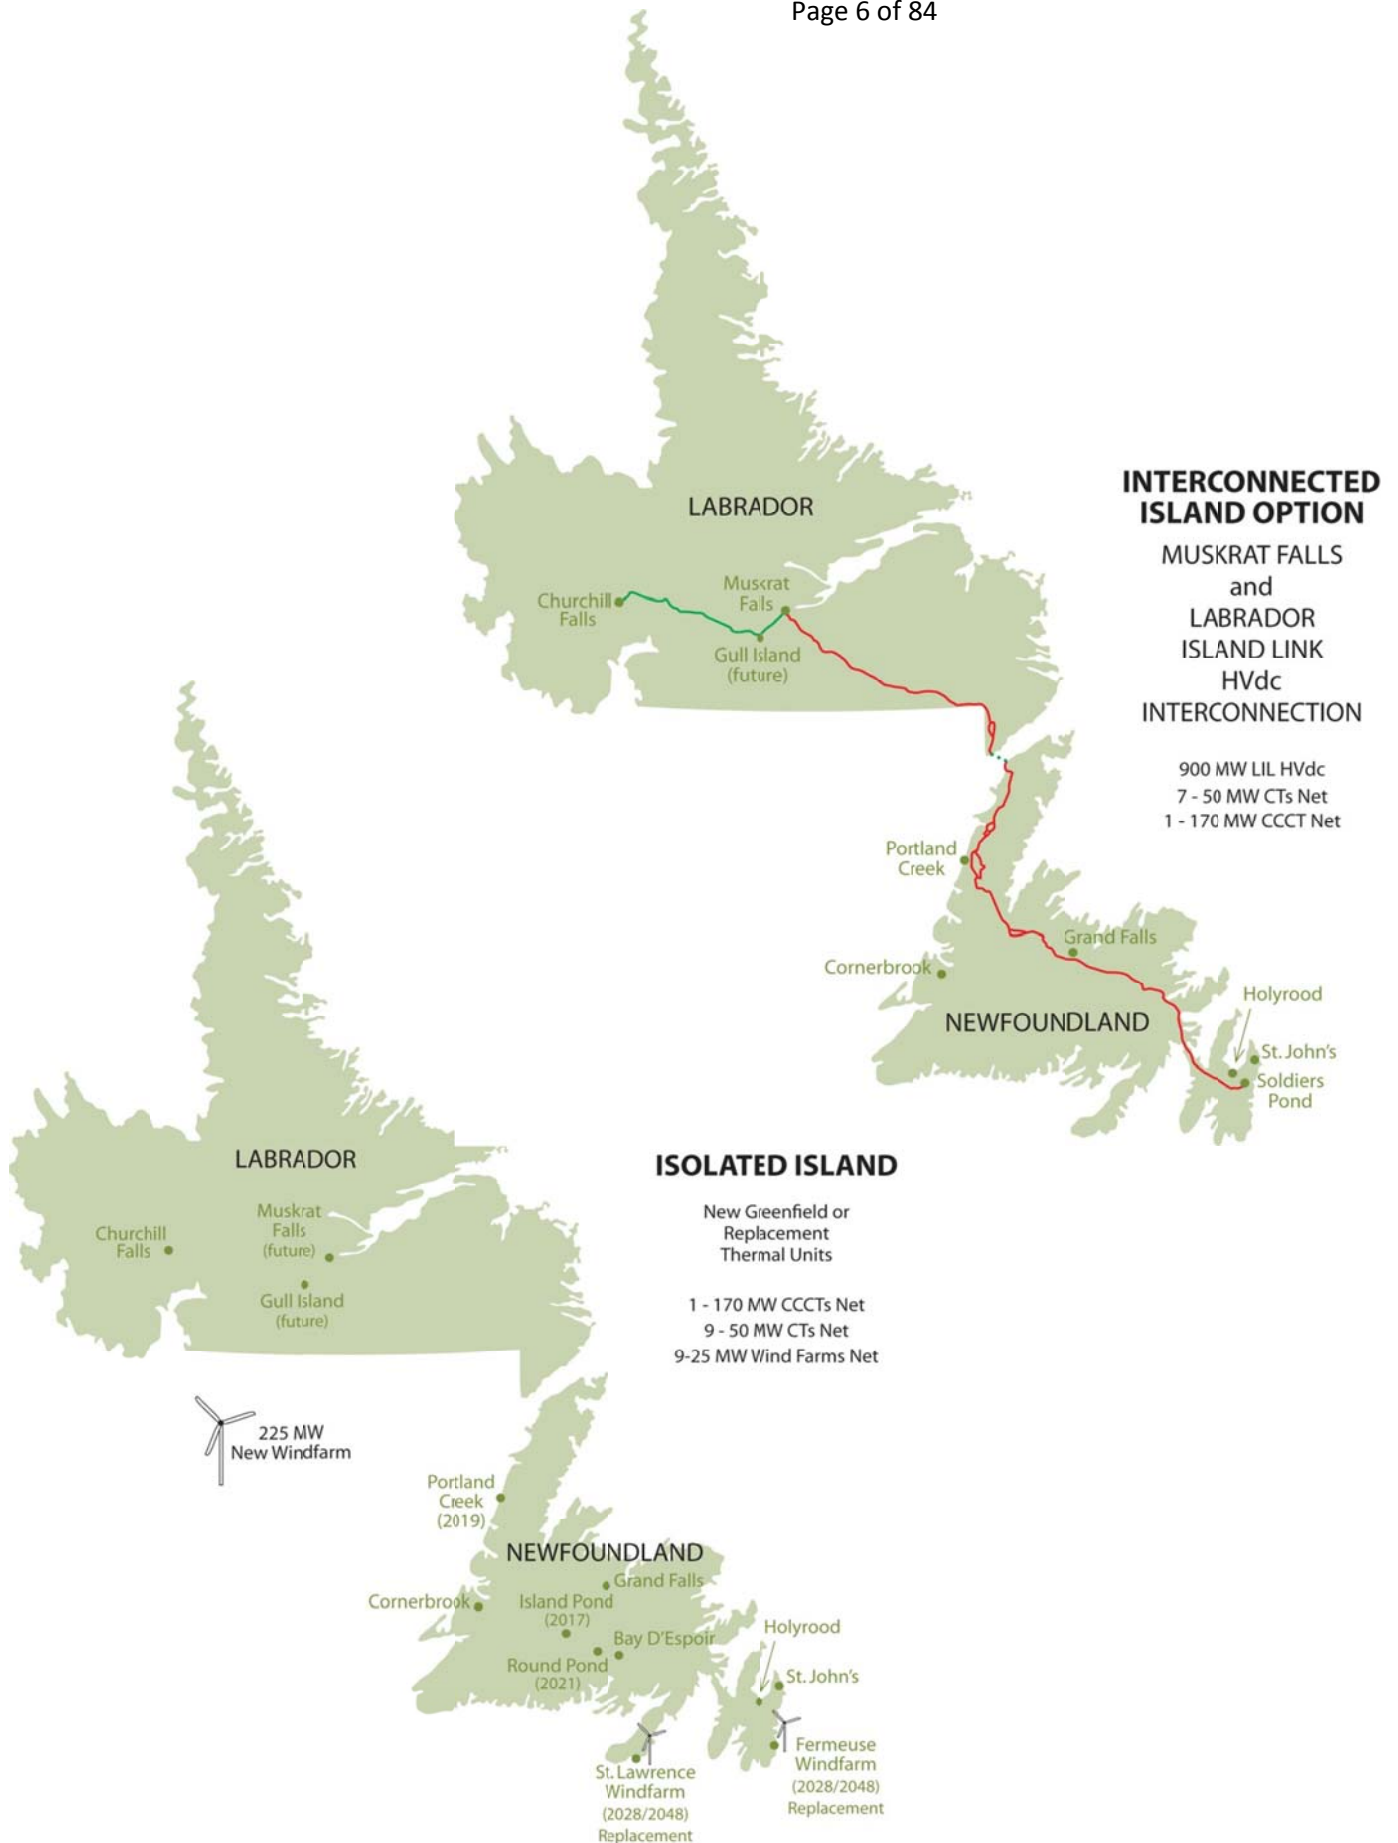 Page 6 of 84
LABRADOR
Churchill
Falls
Muskrat
Falls
Gull Island
(future)
INTERCONNECTED
ISLAND OPTION
MUSKRAT FALLS
and
LABRADOR
ISLAND LINK
HVdc
INTERCONNECTION
900 MW LIL HVdc
7 - 50 MW CTs Net
1 - 170 MW CCCT Net
Portland
Creek
Grand Falls
Cornerbrook
NEWFOUNDLAND
Holyrood
St. John's
Soldiers
Pond
LABRADOR
Churchill
Falls
Muskrat
Falls
(future)
Gull Island
(future)
ISOLATED ISLAND
New Greenfield or
Replacement
Thermal Units
1 - 170 MW CCCTs Net
9 - 50 MW CTs Net
9-25 MW Wind Farms Net
225 MW
New Windfarm
Portland
Creek
(2019)
NEWFOUNDLAND
Grand Falls
Cornerbrook
Island Pond
(2017)
Bay D'Espoir
Round Pond
(2021)
Holyrood
St. John's
Fermeuse
Windfarm
(2028/2048)
Replacement
St. Lawrence
Windfarm
(2028/2048)
Replacement